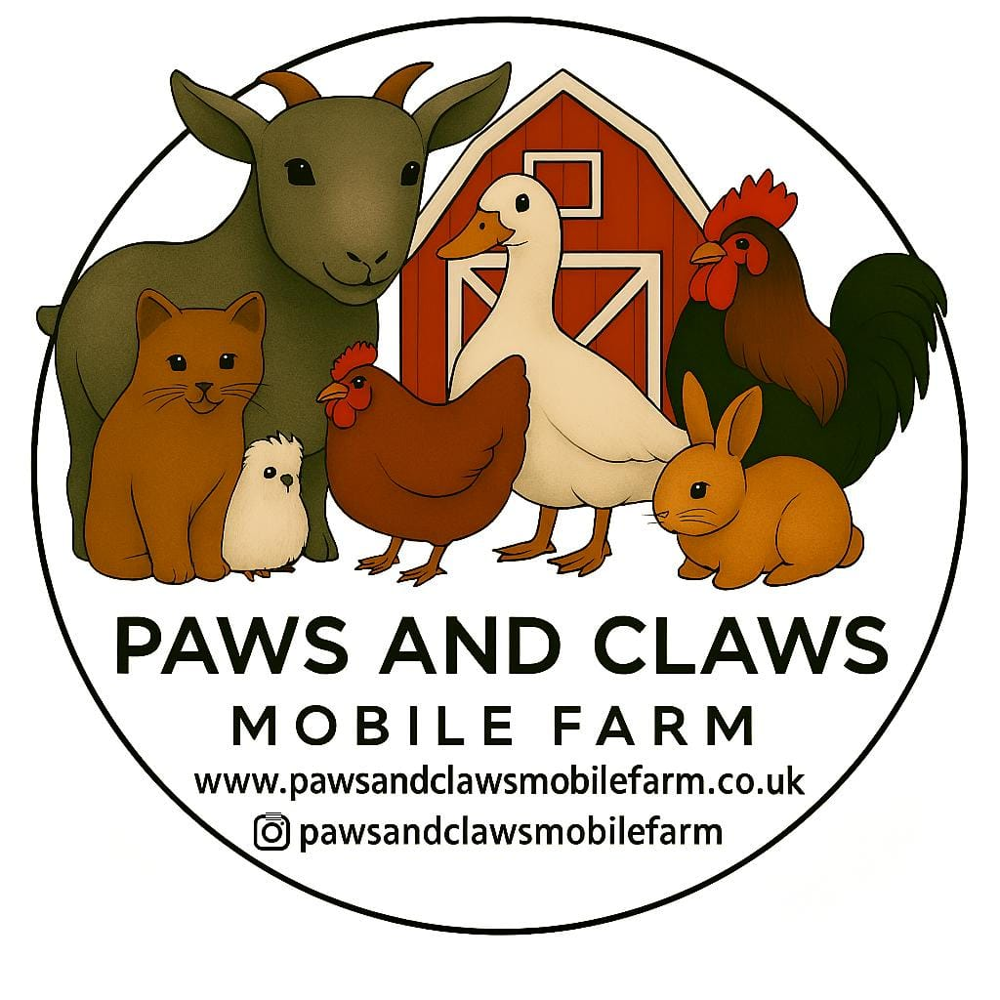 PAWS AND CLAWS
MOBILE FARM
www.pawsandclawsmobilefarm.co.uk
pawsandclawsmobilefarm